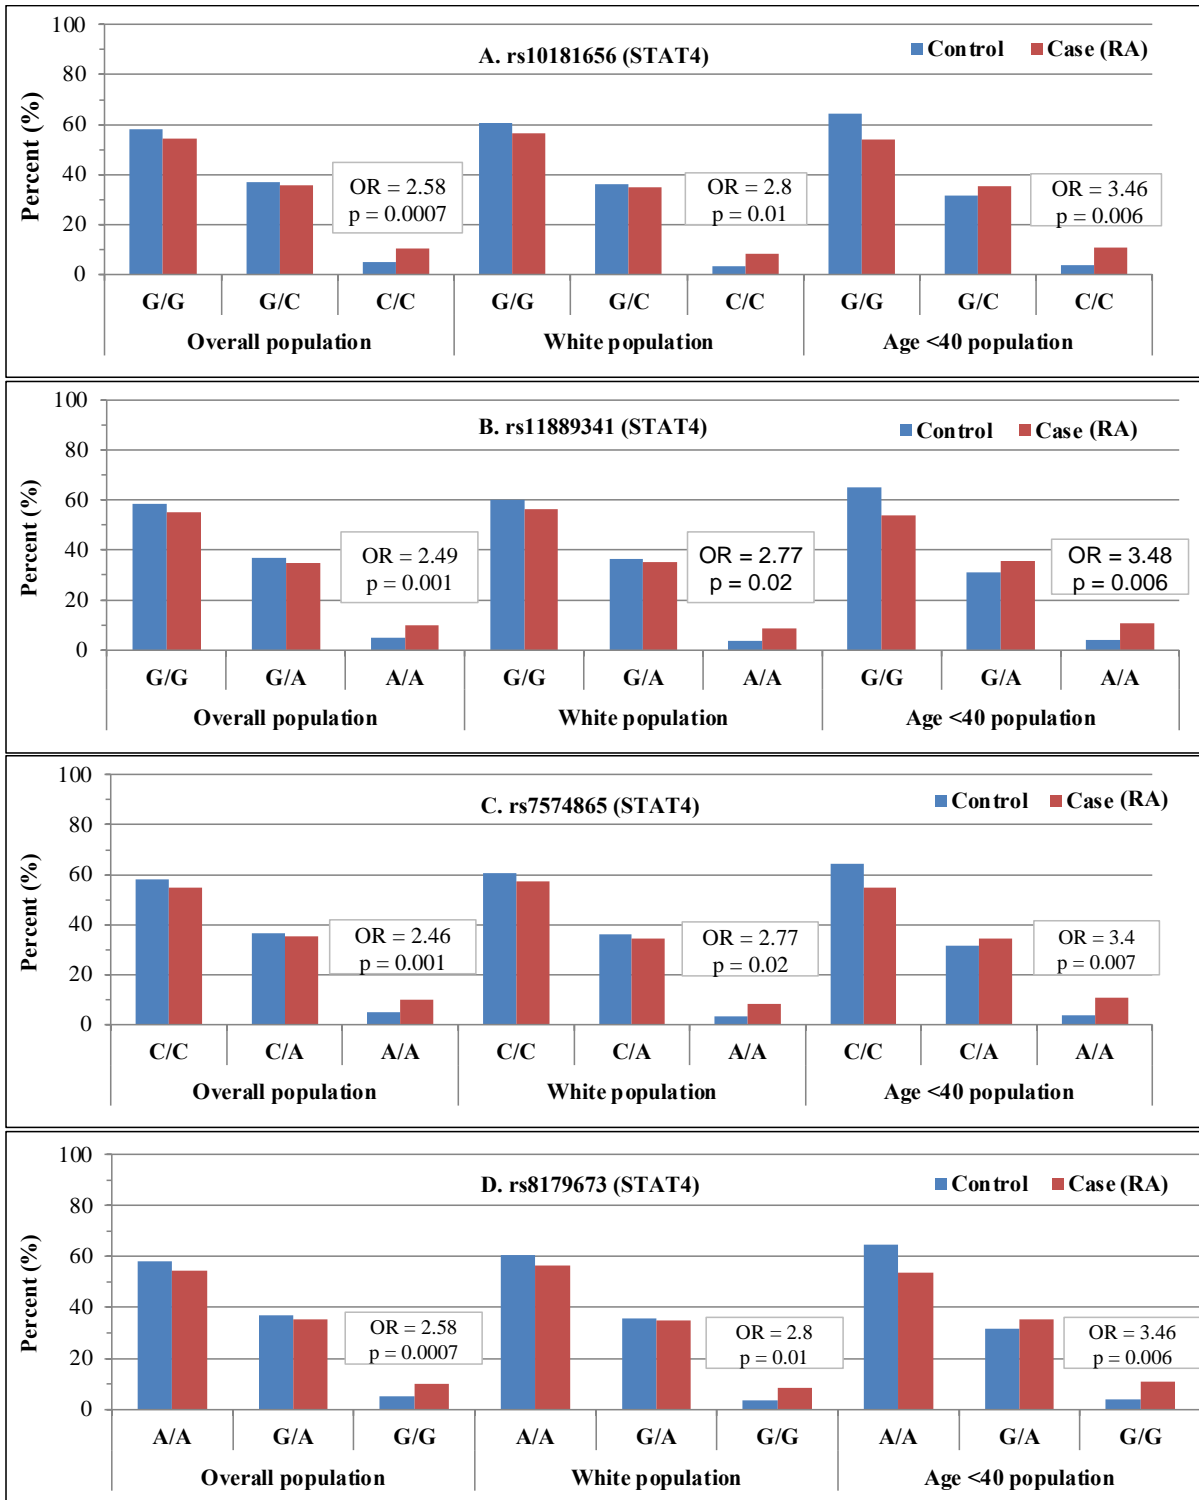 A. rs10181656 (STAT4)
Control Case (RA)
Percent (%)
100
80
60
40
20
0
OR = 2.58
p = 0.0007
OR = 2.8
p = 0.01
OR = 3.46
p = 0.006
G/G G/C C/C G/G G/C C/C G/G G/C C/C
Overall population White population Age <40 population
B. rs11889341 (STAT4)
Control Case (RA)
Percent (%)
100
80
60
40
20
0
OR = 2.49
p = 0.001
OR = 2.77
p = 0.02
OR = 3.48
p = 0.006
G/G G/A A/A G/G G/A A/A G/G G/A A/A
Overall population White population Age <40 population
C. rs7574865 (STAT4)
Control Case (RA)
Percent (%)
100
80
60
40
20
0
OR = 2.46
p = 0.001
OR = 2.77
p = 0.02
OR = 3.4
p = 0.007
C/C C/A A/A C/C C/A A/A C/C C/A A/A
Overall population White population Age <40 population
D. rs8179673 (STAT4)
Control Case (RA)
Percent (%)
100
80
60
40
20
0
OR = 2.58
p = 0.0007
OR = 2.8
p = 0.01
OR = 3.46
p = 0.006
A/A G/A G/G A/A G/A G/G A/A G/A G/G
Overall population White population Age <40 population